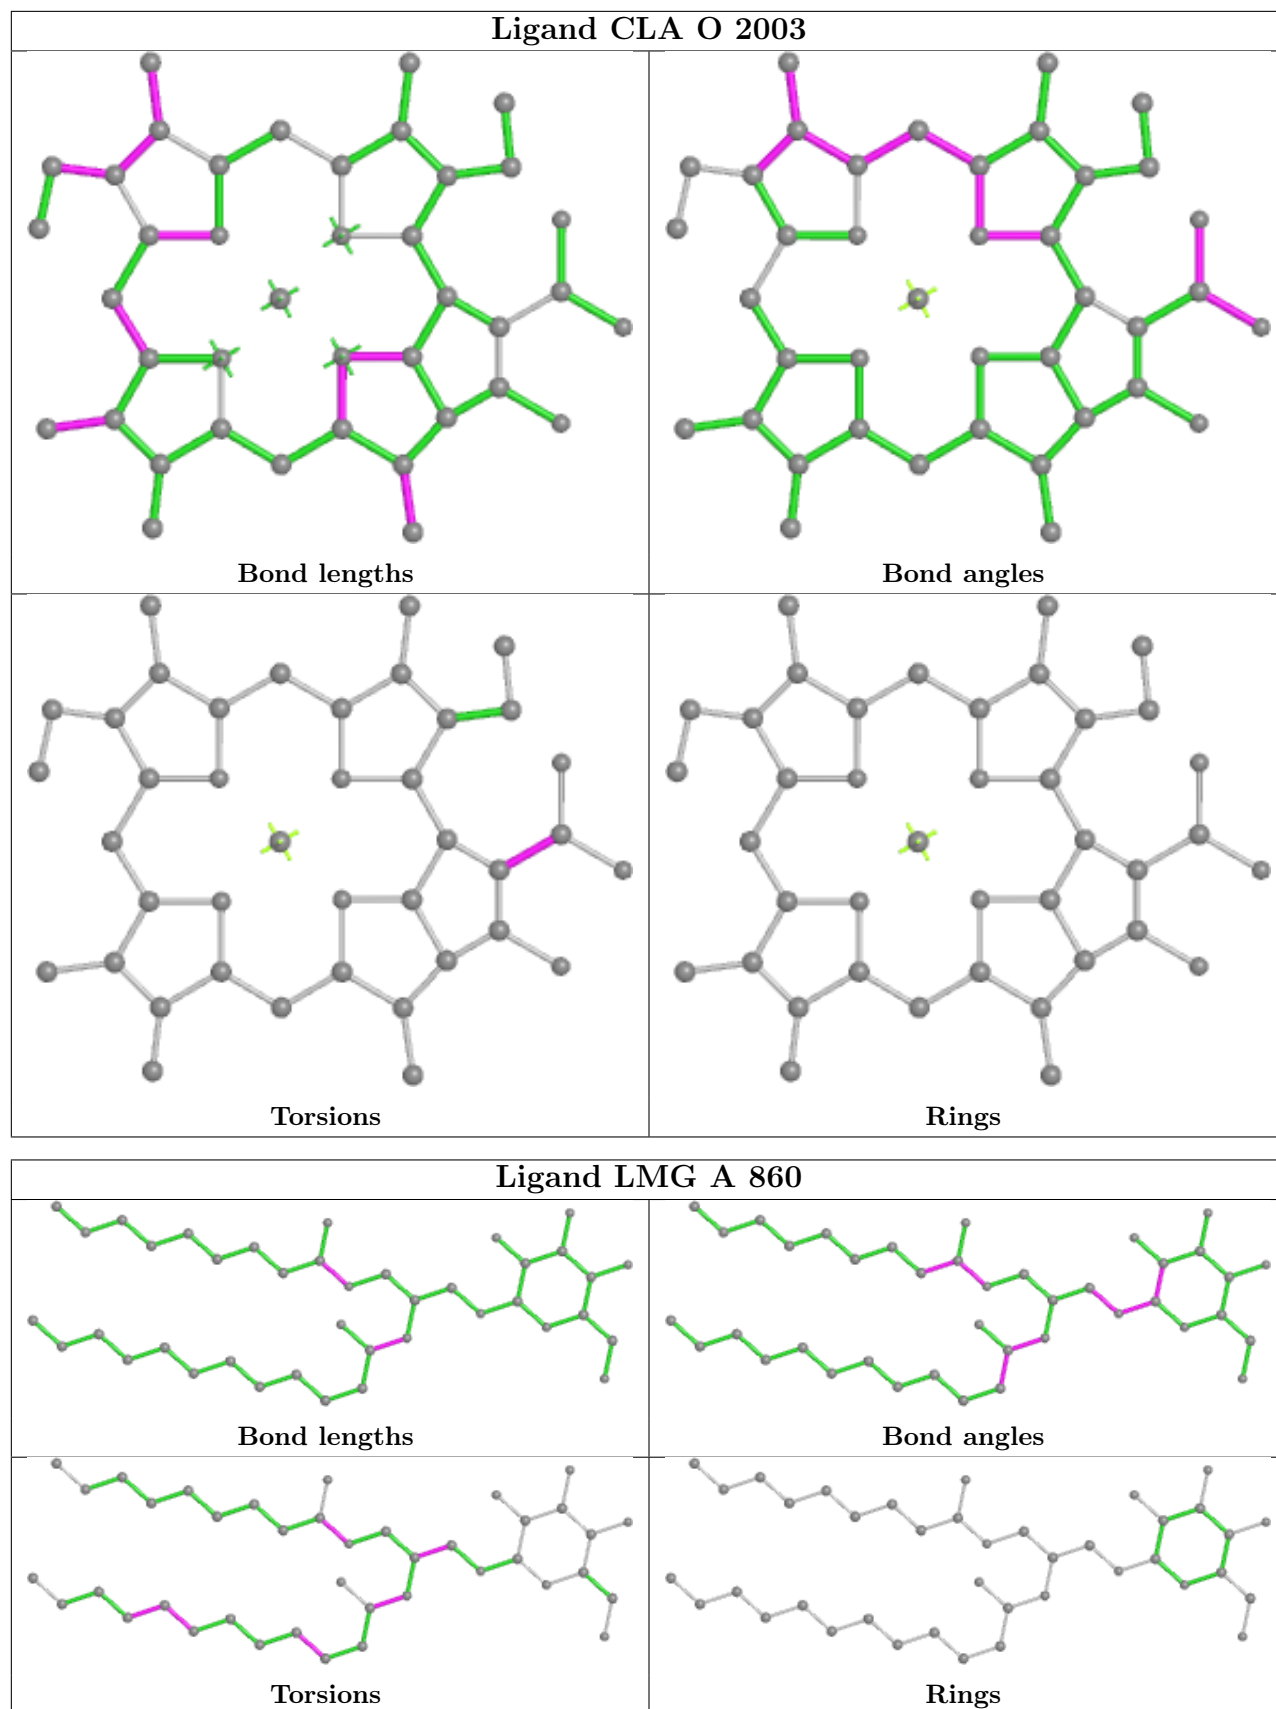 Ligand CLA O 2003
Bond lengths
Bond angles
Torsions
Rings
Ligand LMG A 860
Bond lengths
Bond angles
Torsions
Rings